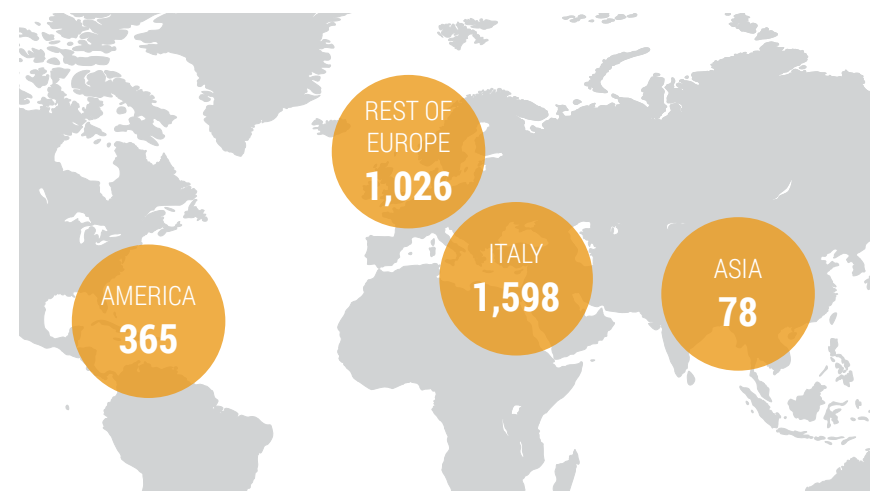 REST OF
EUROPE
1,026
ITALY
1,598
ASIA
78
AMERICA
365